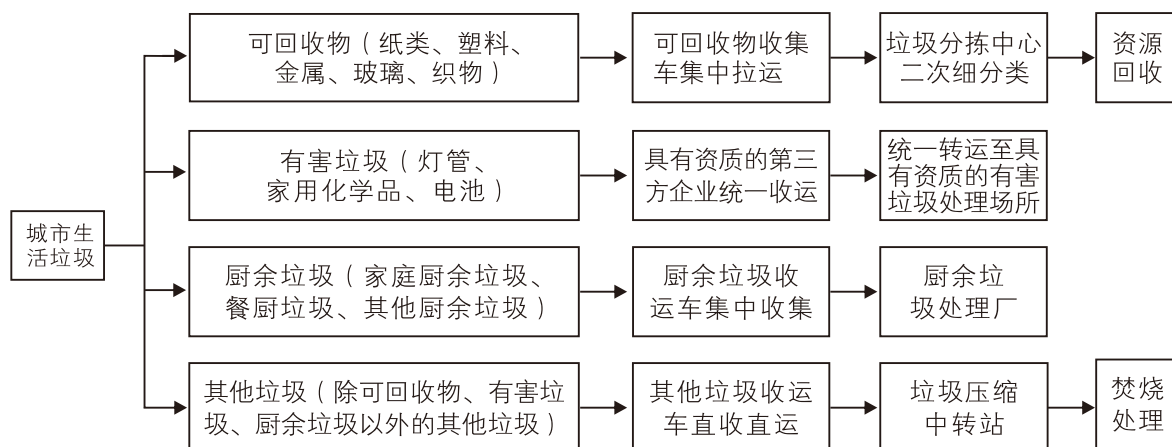 城市生
活垃圾
可回收物（纸类、塑料、
金属、玻璃、织物）
可回收物收集
车集中拉运
垃圾分拣中心
二次细分类
资源
回收
有害垃圾（灯管、
家用化学品、电池）
具有资质的第三
方企业统一收运
统一转运至具
有资质的有害
垃圾处理场所
厨余垃圾（家庭厨余垃圾、
餐厨垃圾、其他厨余垃圾）
厨余垃圾收
运车集中收集
厨余垃
圾处理厂
其他垃圾（除可回收物、有害垃
圾、厨余垃圾以外的其他垃圾）
其他垃圾收运
车直收直运
垃圾压缩
中转站
焚烧
处理